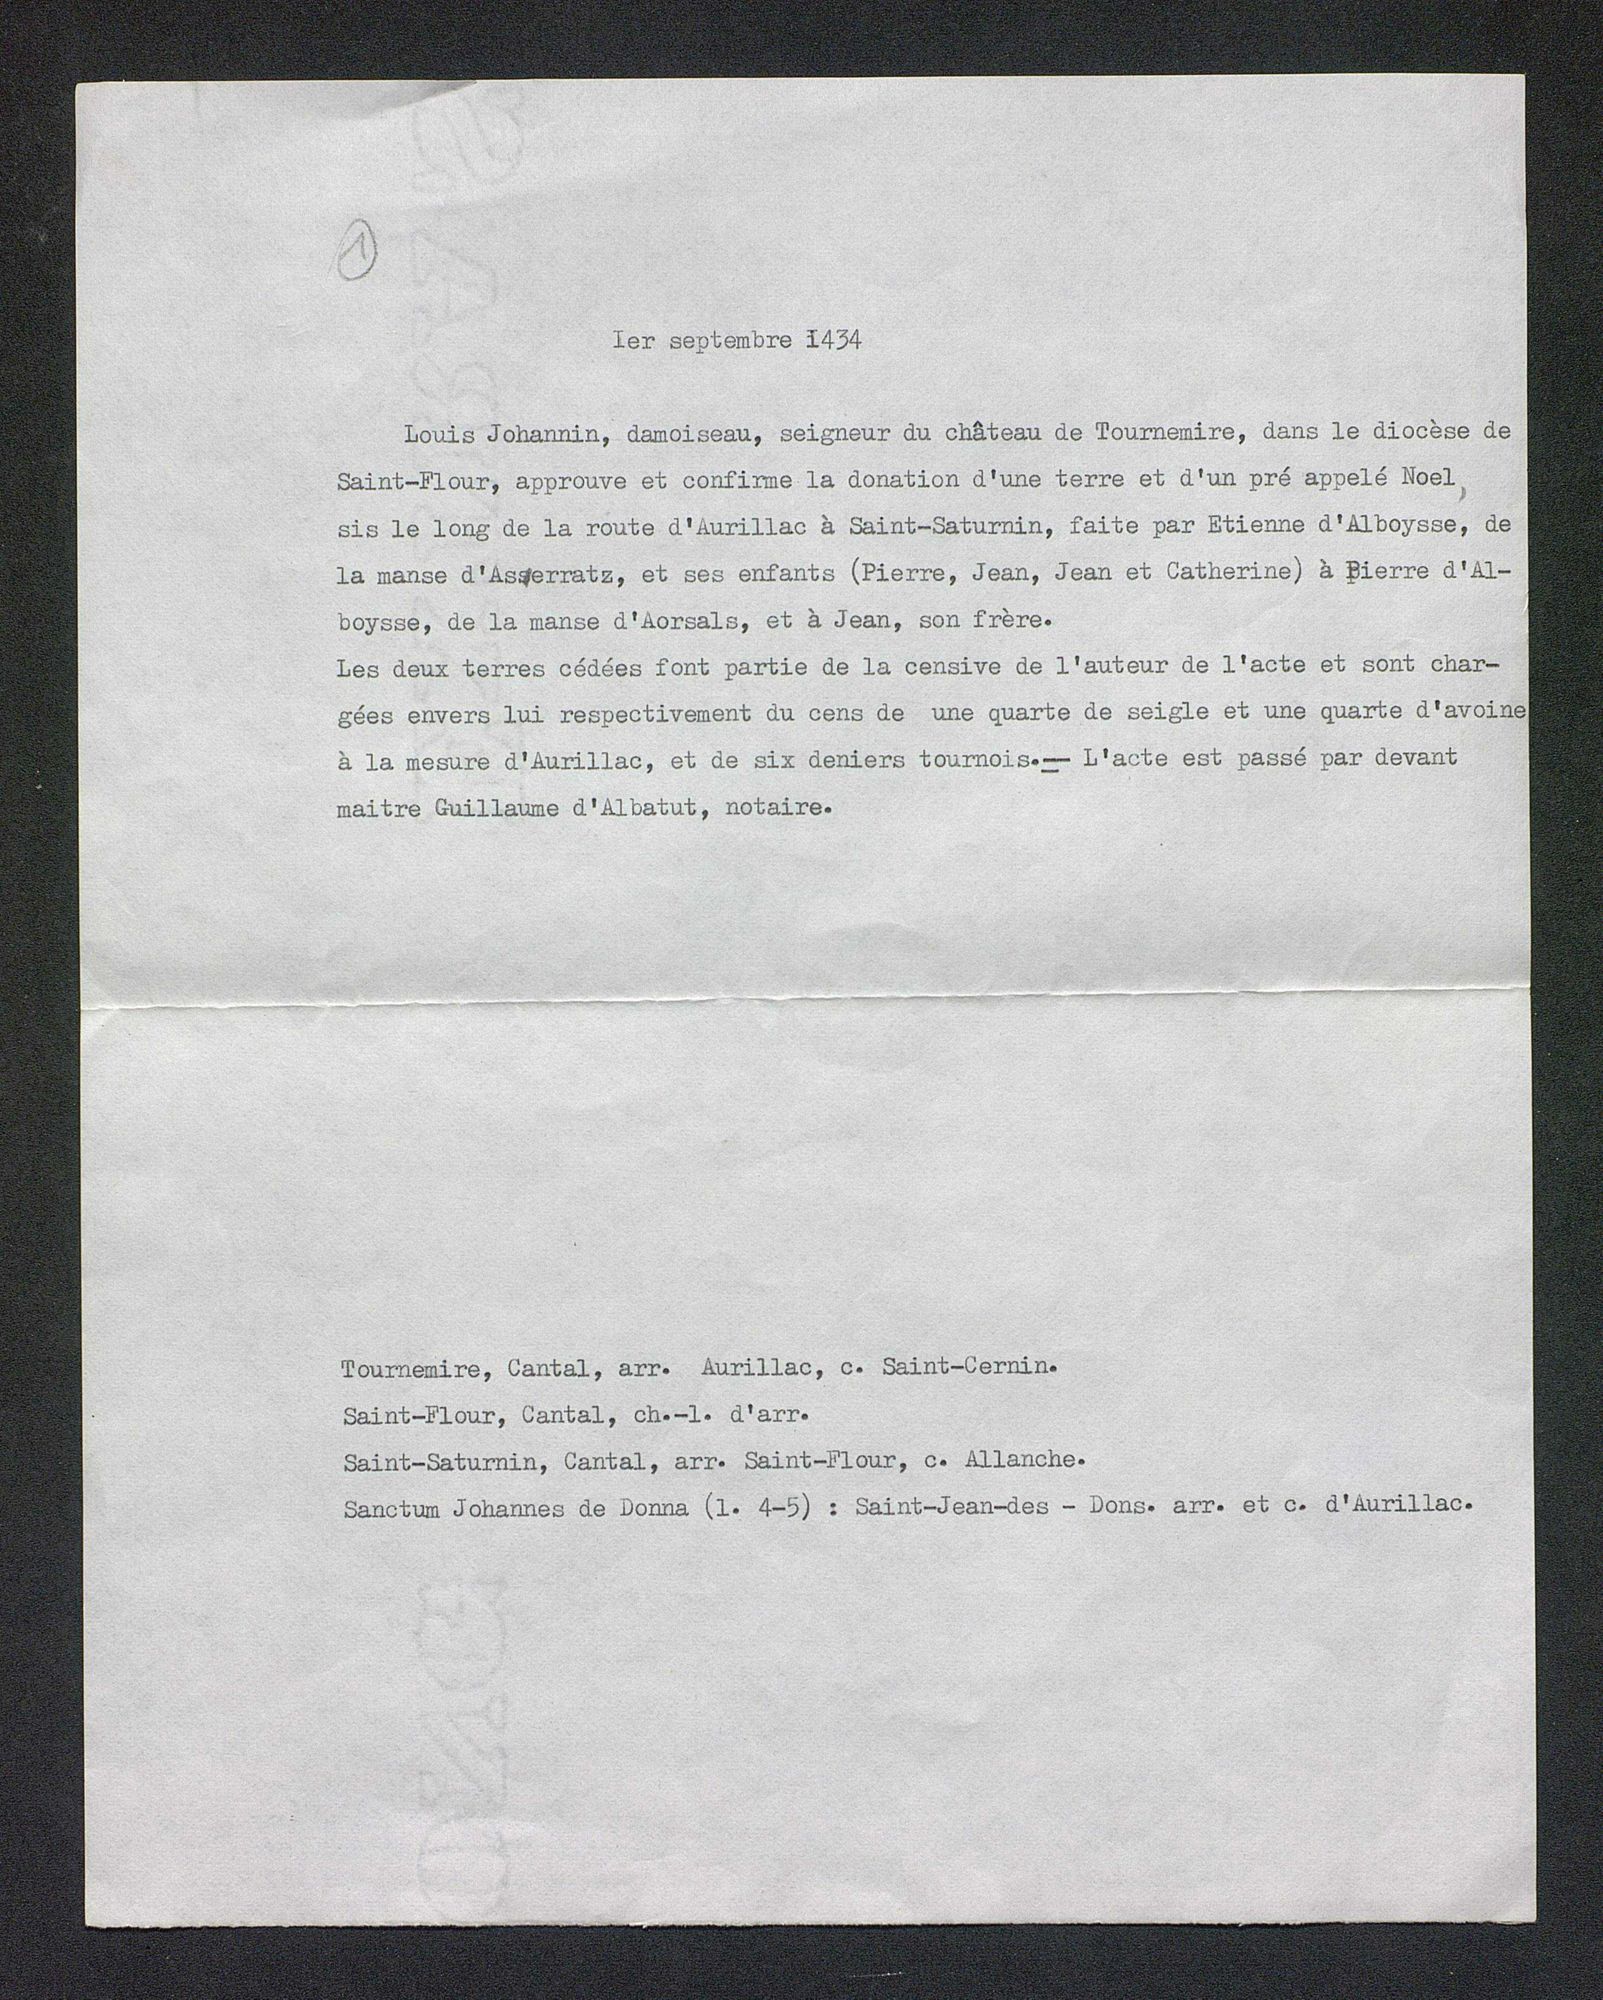 1
Ier septembre 1434
Louis Johannin, damoiseau, seigneur du château de Tournemire, dans le diocèse de
Saint-Flour, approuve et confirme la donation d'une terre et d'un pré appelé Noel,
sis le long de la route d'Aurillac à Saint-Saturnin, faite par Etienne d'Alboysse, de
la manse d'Asserratz, et ses enfants (Pierre, Jean, Jean et Catherine) à Pierre d'Al-
boysse, de la manse d'Aorsals, et à Jean, son frère.
Les deux terres cédées font partie de la censive de l'auteur de l'acte et sont char-
gées envers lui respectivement du cens de une quarte de seigle et une quarte d'avoine
à la mesure d'Aurillac, et de six deniers tournois.— L'acte est passé par devant
maitre Guillaume d'Albatut, notaire.
Tournemire, Cantal, arr. Aurillac, c. Saint-Cernin.
Saint-Flour, Cantal, ch.-l. d'arr.
Saint-Saturnin, Cantal, arr. Saint-Flour, c. Allanche.
Sanctum Johannes de Donna (l. 4-5) : Saint-Jean-des - Dons. arr. et c. d'Aurillac.